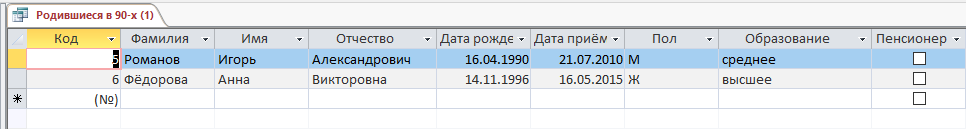 Родившиеся в 90-х (1)
Код Фамилия Имя Отчество Дата рожде Дата приём Пол Образование Пенсионер
5 Романов Игорь Александрович 16.04.1990 21.07.2010 М среднее
6 Фёдорова Анна Викторовна 14.11.1996 16.05.2015 Ж высшее
(№)